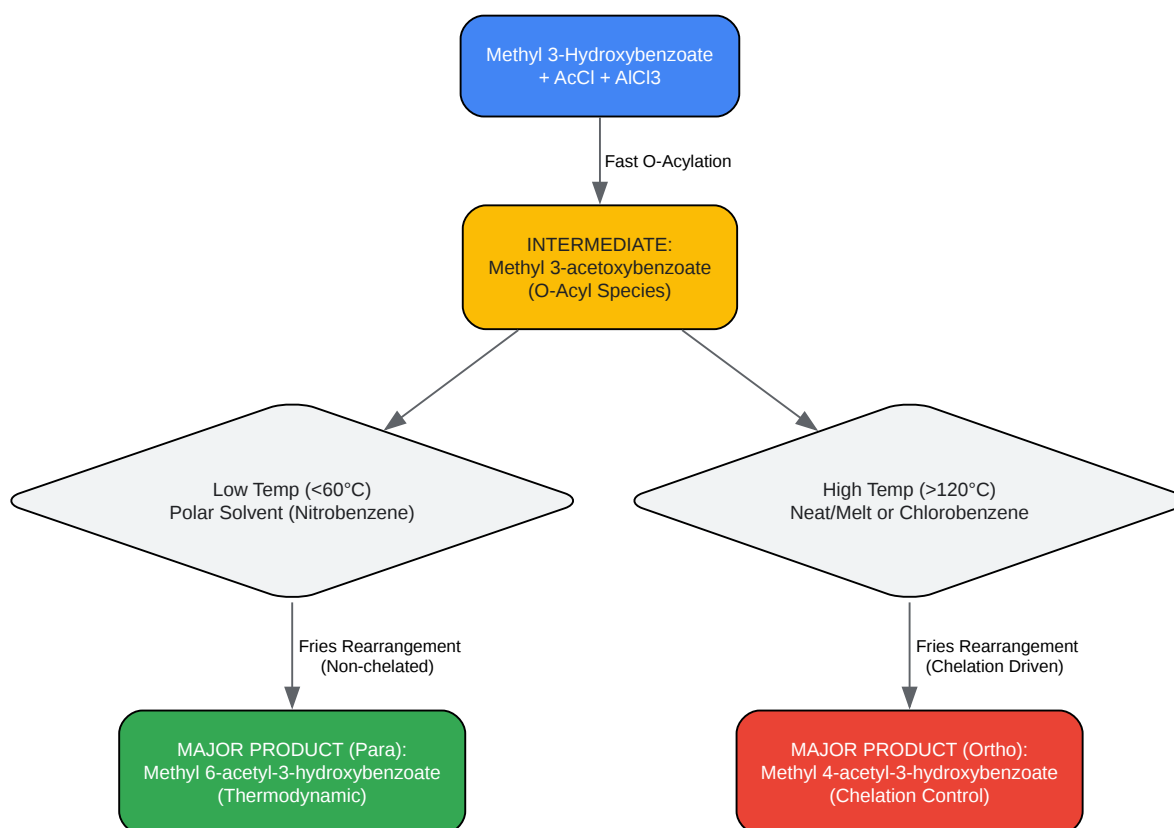 Methyl 3-Hydroxybenzoate
+ AcCl + AlCl3
Fast O-Acylation
INTERMEDIATE:
Methyl 3-acetoxybenzoate
(O-Acyl Species)
Low Temp (<60°C)
Polar Solvent (Nitrobenzene)
High Temp (>120°C)
Neat/Melt or Chlorobenzene
Fries Rearrangement
(Non-chelated)
Fries Rearrangement
(Chelation Driven)
MAJOR PRODUCT (Para):
Methyl 6-acetyl-3-hydroxybenzoate
(Thermodynamic)
MAJOR PRODUCT (Ortho):
Methyl 4-acetyl-3-hydroxybenzoate
(Chelation Control)